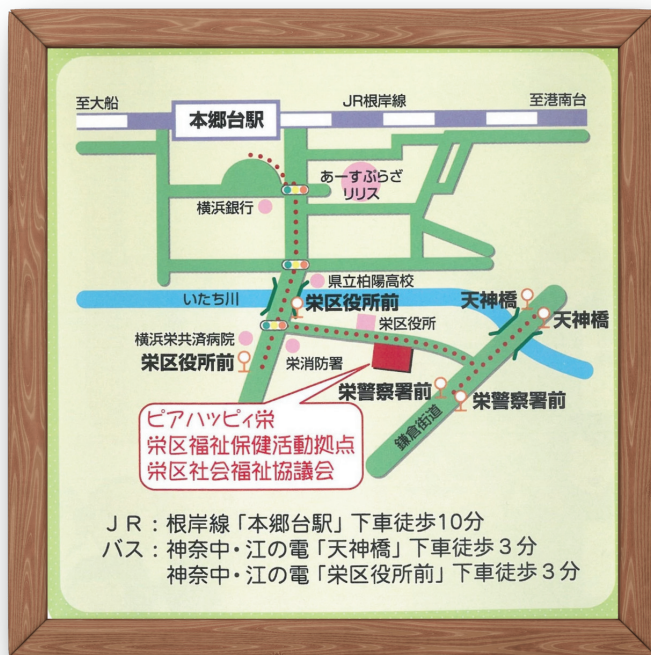 至大船
本郷台駅
JR根岸線
至港南台
あーすぷらざ
リリス
横浜銀行
県立柏陽高校
いたち川
栄区役所前
天神橋
天神橋
栄区役所
横浜栄共済病院
栄区役所前
栄消防署
栄警察署前
栄警察署前
鎌倉街道
ピアハッピィ栄
栄区福祉保健活動拠点
栄区社会福祉協議会
JR：根岸線「本郷台駅」下車徒歩10分
バス：神奈中・江の電「天神橋」下車徒歩3分
神奈中・江の電「栄区役所前」下車徒歩3分